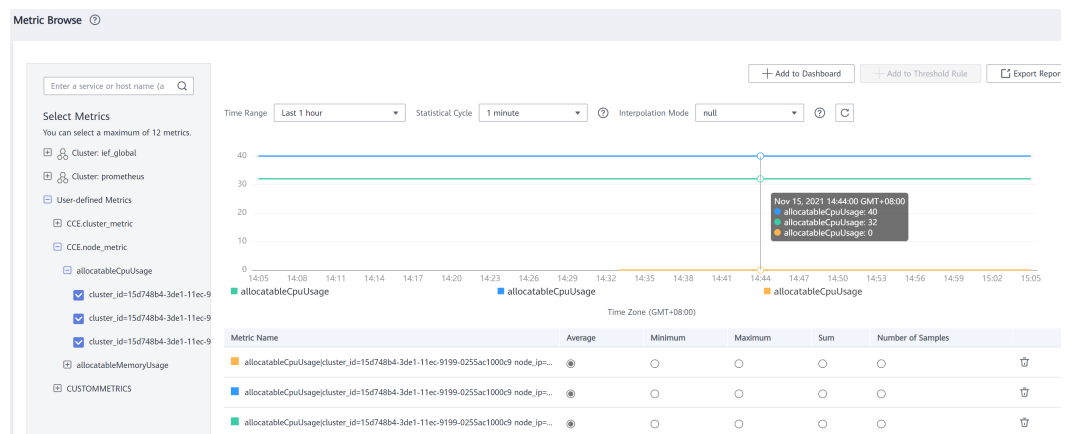 Metric Browse
Add to Dashboard
Add to Threshold Rule
Export Repor
Enter a service or host name (a
Select Metrics
You can select a maximum of 12 metrics.
Cluster: ief_global
Cluster: prometheus
User-defined Metrics
CCE.cluster_metric
CCE.node_metric
allocatableCpuUsage
cluster_id=15d748b4-3de1-11ec-9
cluster_id=15d748b4-3de1-11ec-9
cluster_id=15d748b4-3de1-11ec-9
allocatableMemoryUsage
CUSTOMMETRICS
Time Range Last 1 hour Statistical Cycle 1 minute Interpolation Mode null
40
30
20
10
0
Nov 15, 2021 14:44:00 GMT+08:00
allocatableCpuUsage: 40
allocatableCpuUsage: 32
allocatableCpuUsage: 0
14:05 14:08 14:11 14:14 14:17 14:20 14:23 14:26 14:29 14:32 14:35 14:38 14:41 14:44 14:47 14:50 14:53 14:56 14:59 15:02 15:05
allocatableCpuUsage allocatableCpuUsage allocatableCpuUsage
Time Zone (GMT+08:00)
Metric Name Average Minimum Maximum Sum Number of Samples
allocatableCpuUsage|cluster_id=15d748b4-3de1-11ec-9199-0255ac1000c9 node_ip=...
allocatableCpuUsage|cluster_id=15d748b4-3de1-11ec-9199-0255ac1000c9 node_ip=...
allocatableCpuUsage|cluster_id=15d748b4-3de1-11ec-9199-0255ac1000c9 node_ip=...